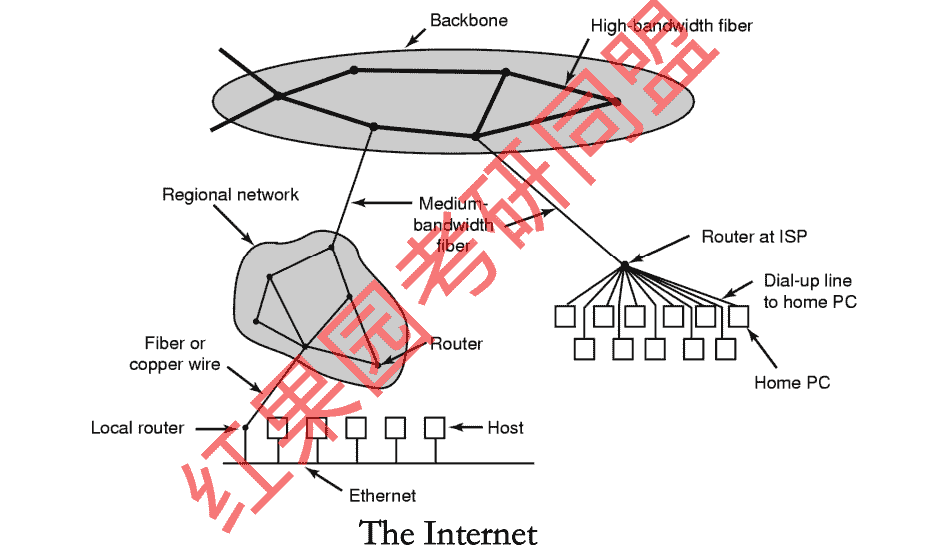 Backbone
High-bandwidth fiber
Regional network
Medium-
bandwidth
fiber
Router at ISP
Dial-up line
to home PC
Fiber or
copper wire
Router
Home PC
Local router
Host
Ethernet
The Internet
红果园考研同盟